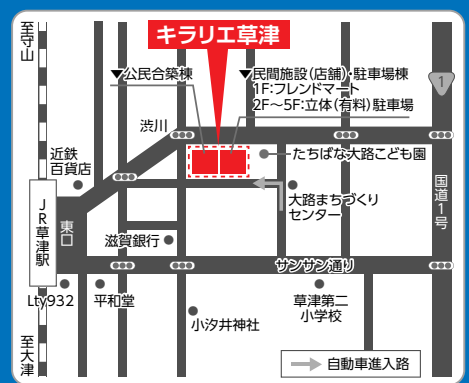 至守山
キラリエ草津
▼公民合築棟
▼民間施設(店舗)・駐車場棟
1F:フレンドマート
2F〜5F:立体(有料)駐車場
1
渋川
近鉄
百貨店
たちばな大路こども園
大路まちづくり
センター
国道1号
JR草津駅
東口
滋賀銀行
サンサン通り
Lty932
平和堂
小汐井神社
草津第二
小学校
至大津
自動車進入路